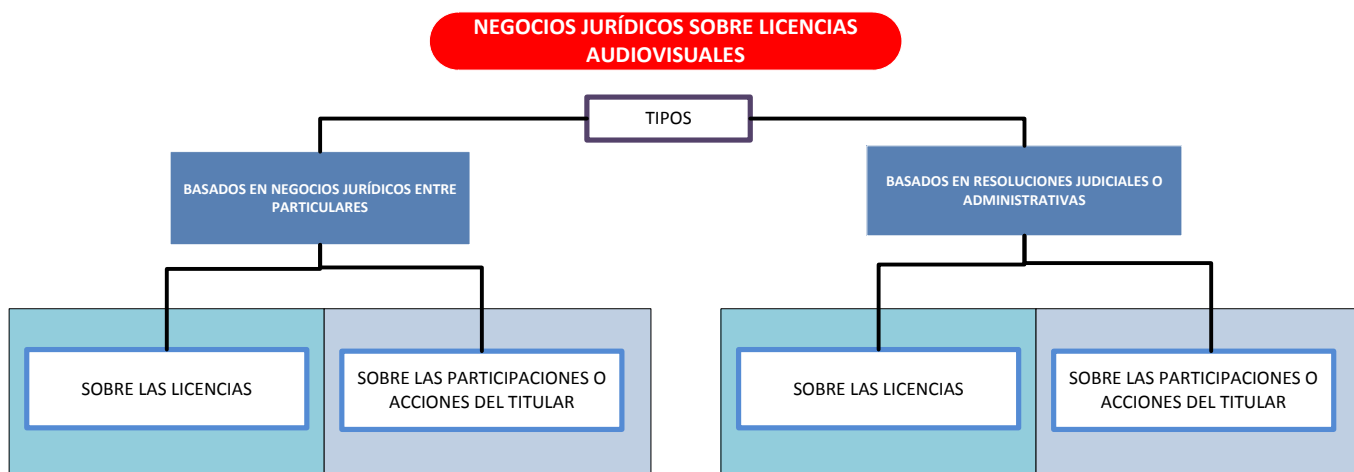 NEGOCIOS JURÍDICOS SOBRE LICENCIAS
AUDIOVISUALES
TIPOS
BASADOS EN NEGOCIOS JURÍDICOS ENTRE
PARTICULARES
BASADOS EN RESOLUCIONES JUDICIALES O
ADMINISTRATIVAS
SOBRE LAS LICENCIAS
SOBRE LAS PARTICIPACIONES O
ACCIONES DEL TITULAR
SOBRE LAS LICENCIAS
SOBRE LAS PARTICIPACIONES O
ACCIONES DEL TITULAR